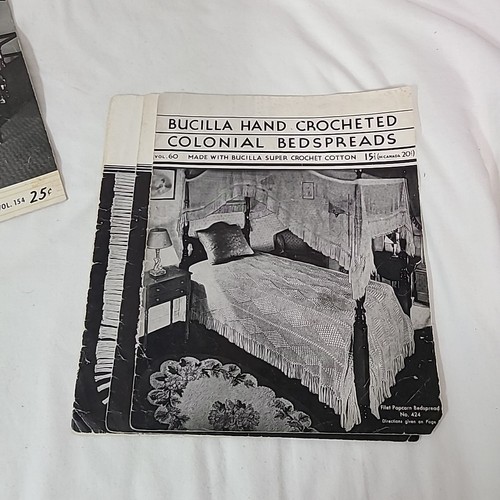 BUCILLA HAND CROCHETED
COLONIAL BEDSPREADS
VOL. 60 MADE WITH BUCILLA SUPER CROCHET COTTON 15¢ (IN CANADA 20¢)
Filet Popcorn Bedspread
No. 424
Directions given on Page
VOL. 154 25¢